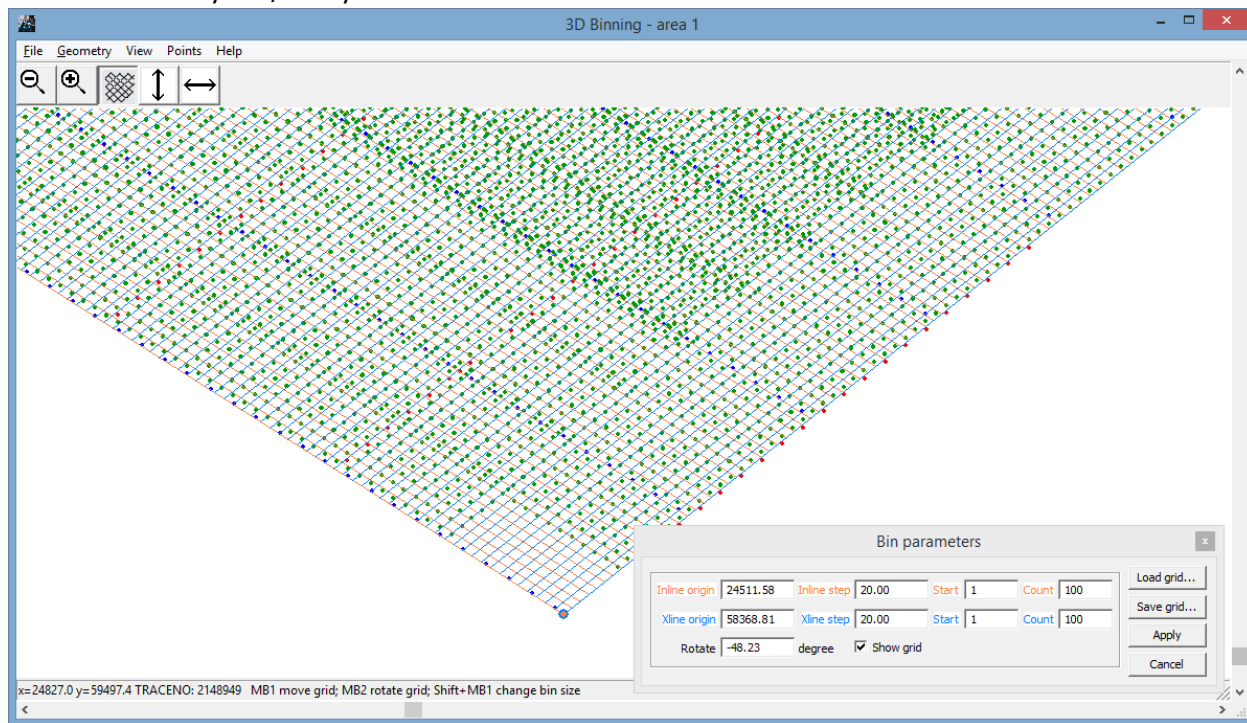 3D Binning - area 1
File Geometry View Points Help
Bin parameters
Inline origin 24511.58 Inline step 20.00 Start 1 Count 100 Load grid...
Xline origin 58368.81 Xline step 20.00 Start 1 Count 100 Save grid...
Rotate -48.23 degree Show grid Apply
Cancel
x=24827.0 y=59497.4 TRACENO: 2148949 MB1 move grid; MB2 rotate grid; Shift+MB1 change bin size